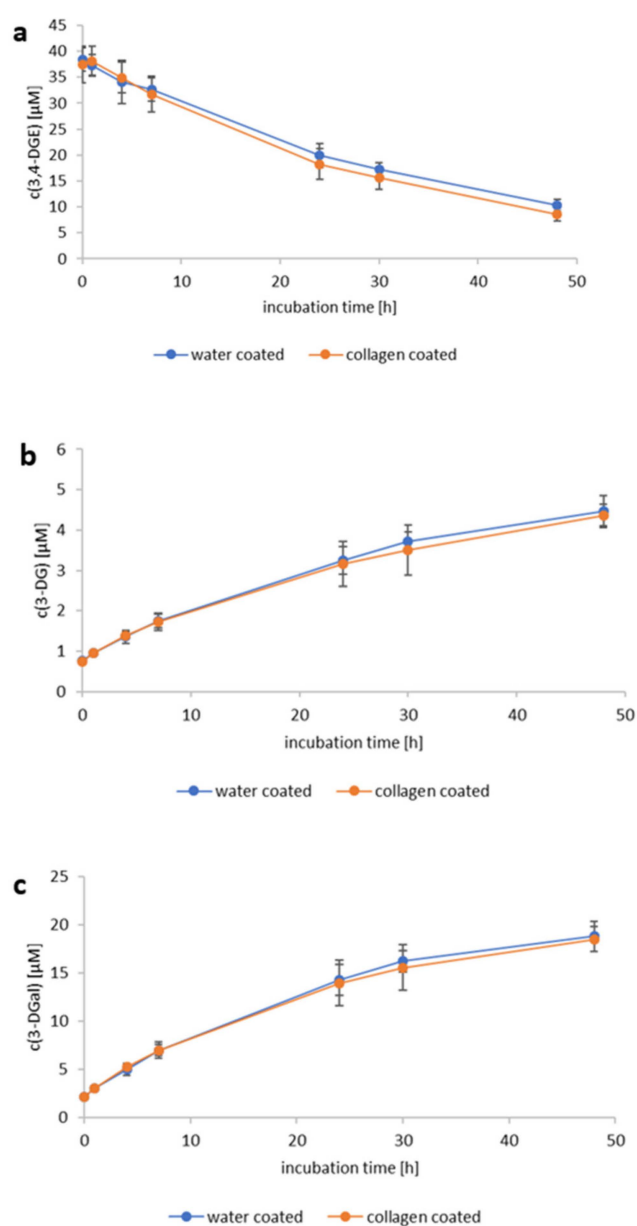 a
45
40
35
30
25
20
15
10
5
0
c(3,4-DGE) [µM]
0 10 20 30 40 50
incubation time [h]
water coated collagen coated
b
6
5
4
3
2
1
0
c(3-DG) [µM]
0 10 20 30 40 50
incubation time [h]
water coated collagen coated
c
25
20
15
10
5
0
c(3-DGal) [µM]
0 10 20 30 40 50
incubation time [h]
water coated collagen coated